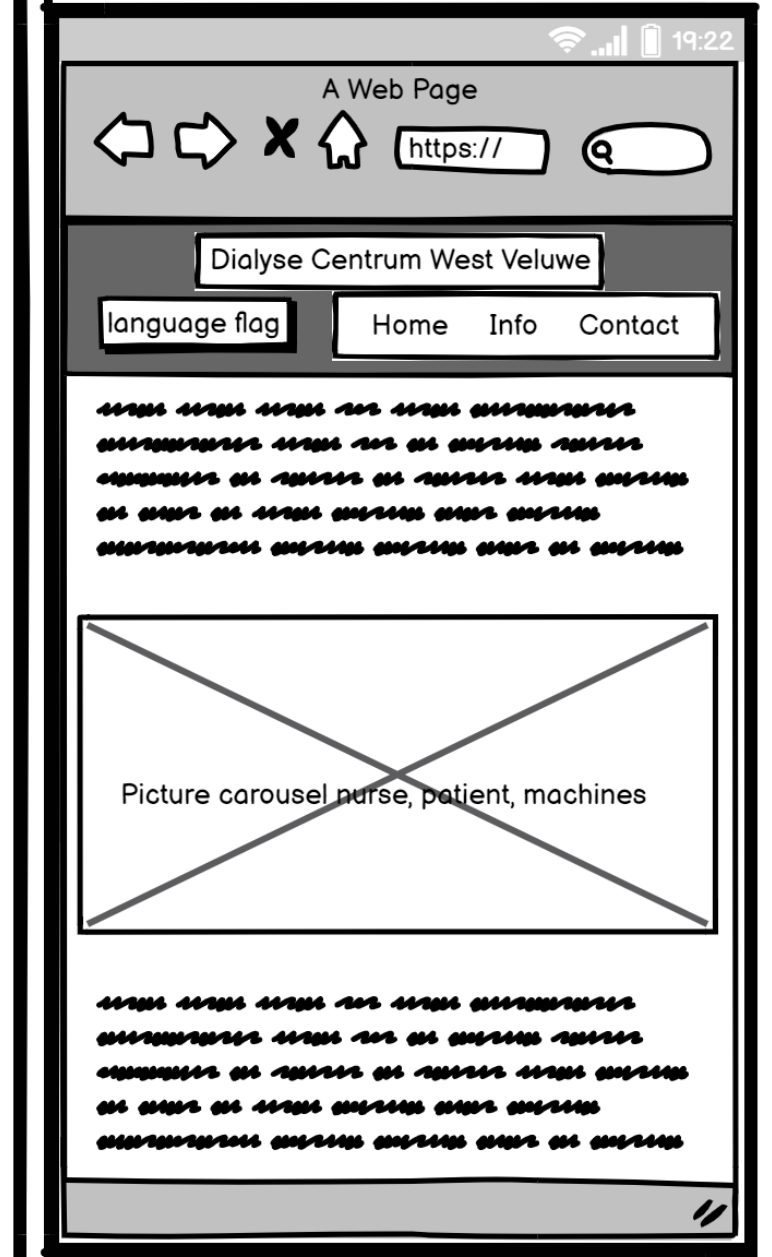 19:22
A Web Page
https://
Dialyse Centrum West Veluwe
language flag
Home Info Contact
Picture carousel nurse, patient, machines